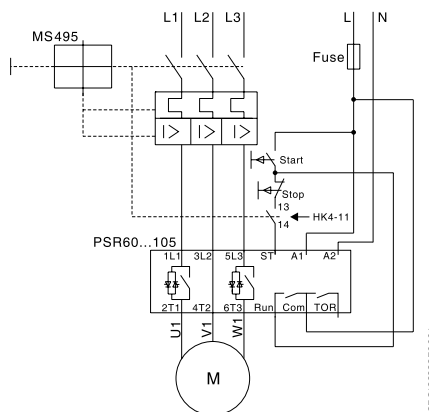 L1 L2 L3 L N
MS495
Fuse
Start
Stop
13
14 HK4-11
PSR60...105
1L1 3L2 5L3 ST A1 A2
2T1 4T2 6T3 Run Com TOR
U1 V1 W1
M